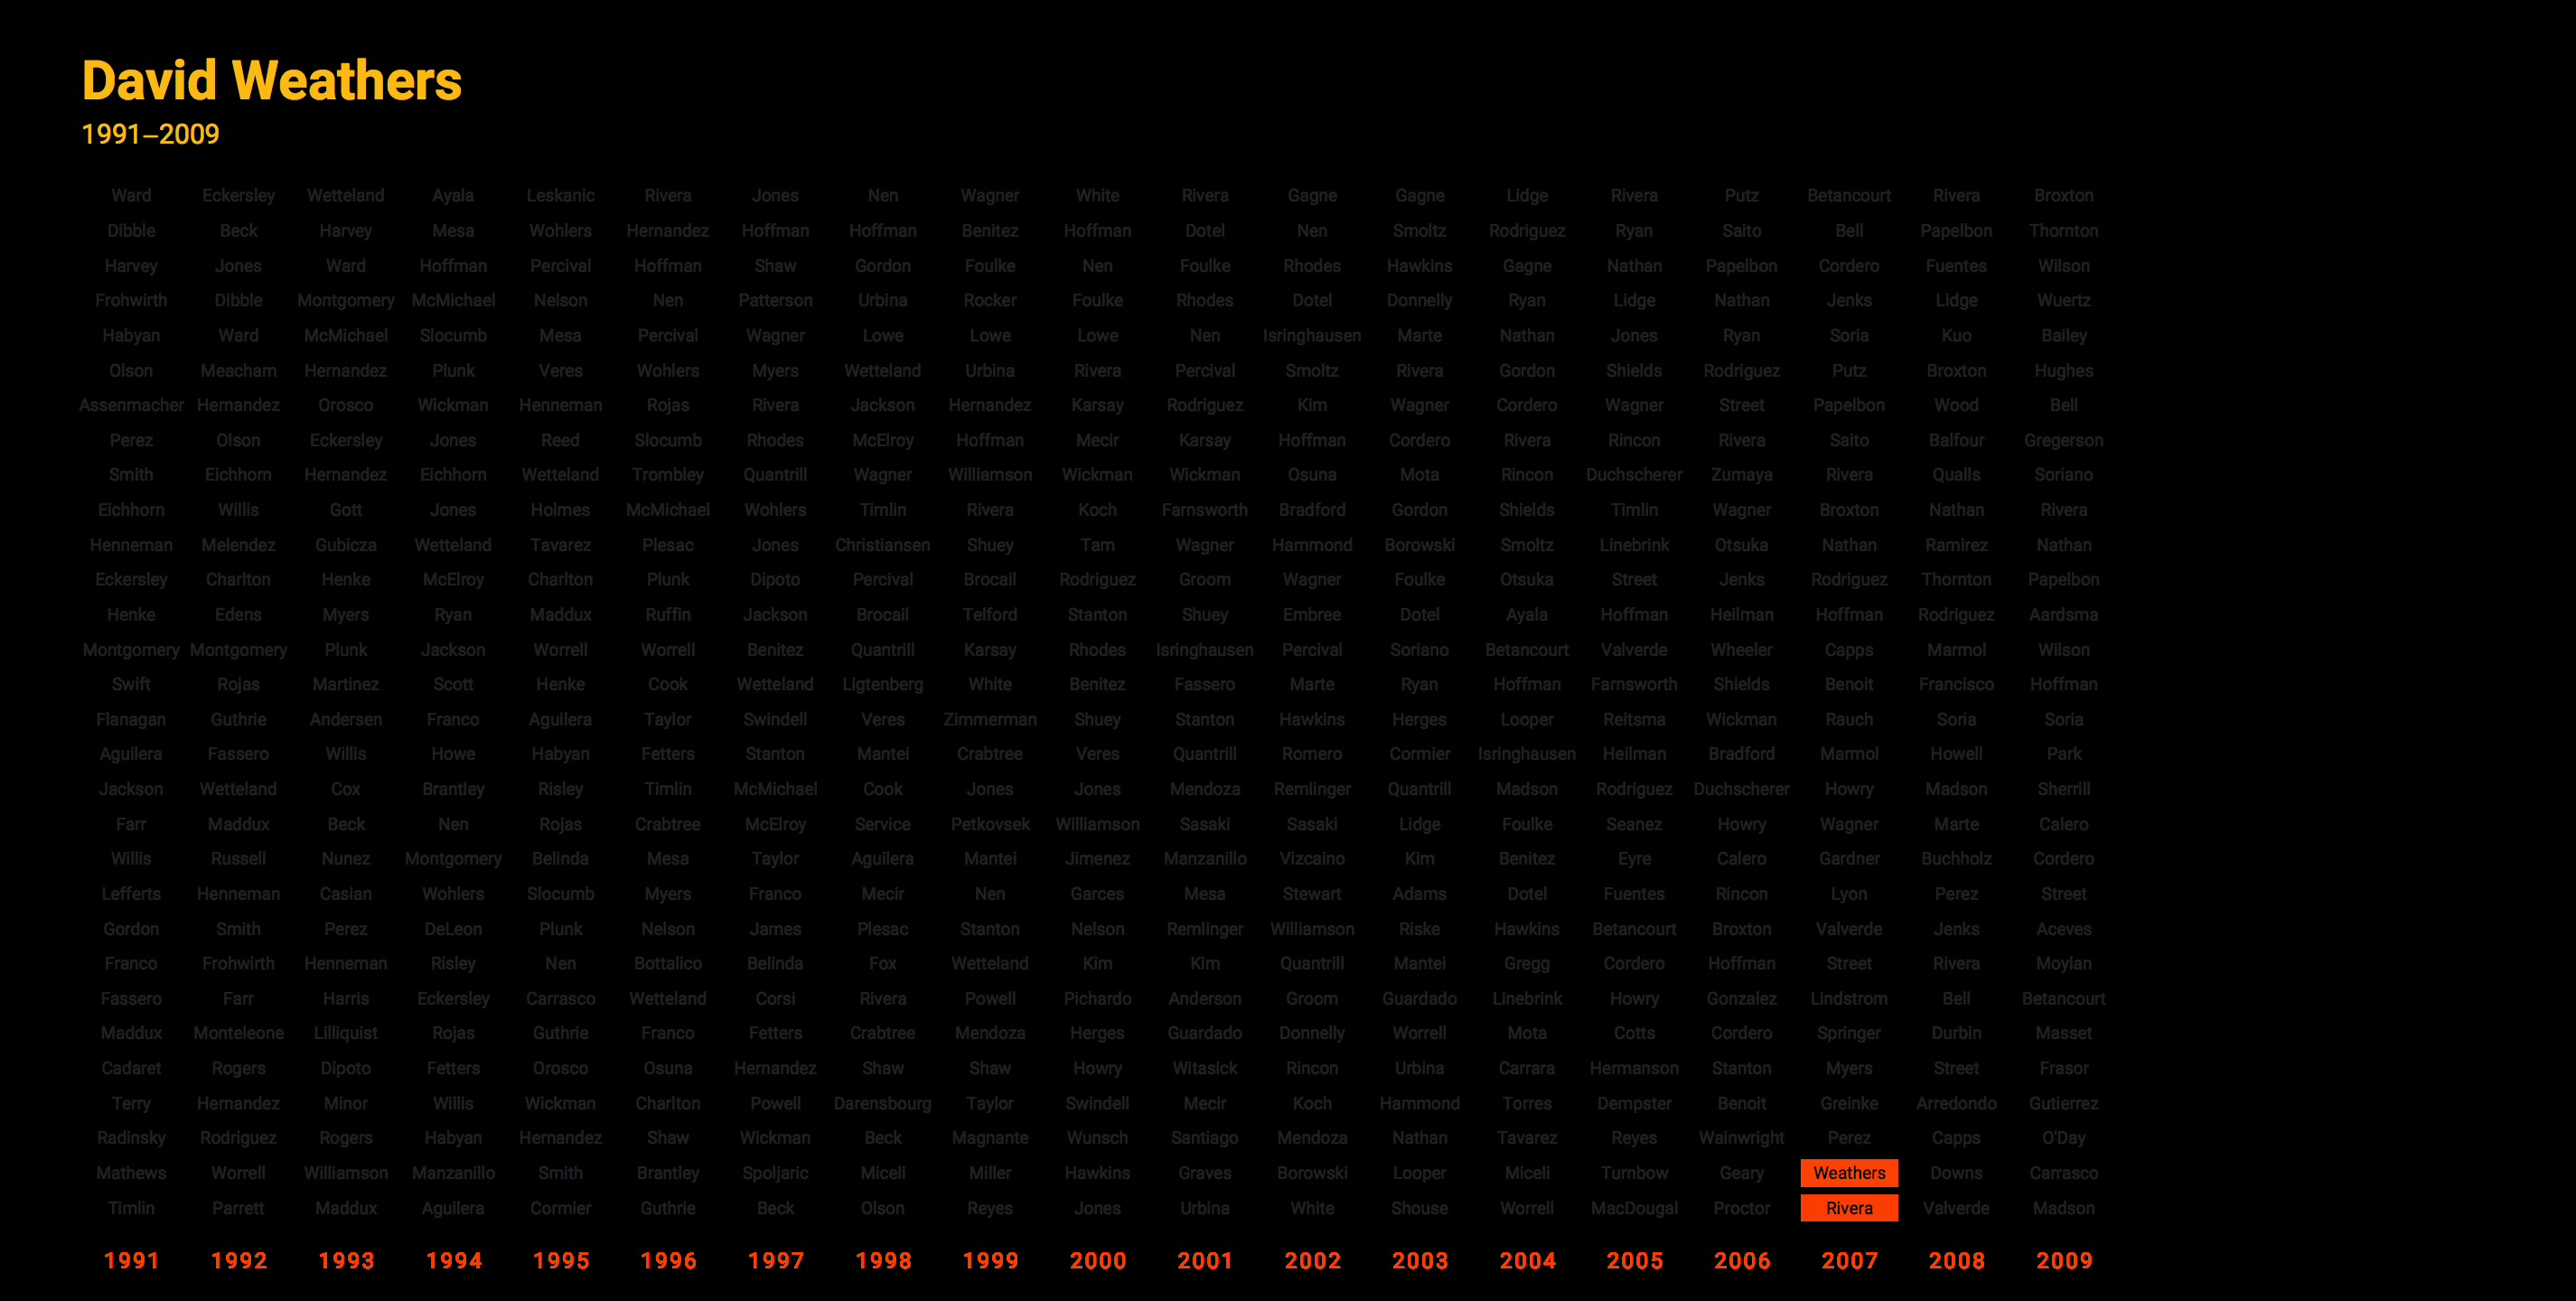 David Weathers
1991–2009
Ward Eckersley Wetteland Ayala Leskanic Rivera Jones Nen Wagner White Rivera Gagne Gagne Lidge Rivera Putz Betancourt Rivera Broxton
Dibble Beck Harvey Mesa Wohlers Hernandez Hoffman Hoffman Benitez Hoffman Dotel Nen Smoltz Rodriguez Ryan Saito Bell Papelbon Thornton
Harvey Jones Ward Hoffman Percival Hoffman Shaw Gordon Foulke Nen Foulke Rhodes Hawkins Gagne Nathan Papelbon Cordero Fuentes Wilson
Frohwirth Dibble Montgomery McMichael Nelson Nen Patterson Urbina Rocker Foulke Rhodes Dotel Donnelly Ryan Lidge Nathan Jenks Lidge Wuertz
Habyan Ward McMichael Slocumb Mesa Percival Wagner Lowe Lowe Lowe Nen Isringhausen Marte Nathan Jones Ryan Soria Kuo Bailey
Olson Meacham Hernandez Plunk Veres Wohlers Myers Wetteland Urbina Rivera Percival Smoltz Rivera Gordon Shields Rodriguez Putz Broxton Hughes
Assenmacher Hernandez Orosco Wickman Henneman Rojas Rivera Jackson Hernandez Karsay Rodriguez Kim Wagner Cordero Wagner Street Papelbon Wood Bell
Perez Olson Eckersley Jones Reed Slocumb Rhodes McElroy Hoffman Mecir Karsay Hoffman Cordero Rivera Rincon Rivera Saito Balfour Gregerson
Smith Eichhorn Hernandez Eichhorn Wetteland Trombley Quantrill Wagner Williamson Wickman Wickman Osuna Mota Rincon Duchscherer Zumaya Rivera Qualls Soriano
Eichhorn Willis Gott Jones Holmes McMichael Wohlers Timlin Rivera Koch Farnsworth Bradford Gordon Shields Timlin Wagner Broxton Nathan Rivera
Henneman Melendez Gubicza Wetteland Tavarez Plesac Jones Christiansen Shuey Tam Wagner Hammond Borowski Smoltz Linebrink Otsuka Nathan Ramirez Nathan
Eckersley Charlton Henke McElroy Charlton Plunk Dipoto Percival Brocail Rodriguez Groom Wagner Foulke Otsuka Street Jenks Rodriguez Thornton Papelbon
Henke Edens Myers Ryan Maddux Ruffin Jackson Brocail Telford Stanton Shuey Embree Dotel Ayala Hoffman Heilman Hoffman Rodriguez Aardsma
Montgomery Montgomery Plunk Jackson Worrell Worrell Benitez Quantrill Karsay Rhodes Isringhausen Percival Soriano Betancourt Valverde Wheeler Capps Marmol Wilson
Swift Rojas Martinez Scott Henke Cook Wetteland Ligtenberg White Benitez Fassero Marte Ryan Hoffman Farnsworth Shields Benoit Francisco Hoffman
Flanagan Guthrie Andersen Franco Aguilera Taylor Swindell Veres Zimmerman Shuey Stanton Hawkins Herges Looper Reitsma Wickman Rauch Soria Soria
Aguilera Fassero Willis Howe Habyan Fetters Stanton Mantei Crabtree Veres Quantrill Romero Cormier Isringhausen Heilman Bradford Marmol Howell Park
Jackson Wetteland Cox Brantley Risley Timlin McMichael Cook Jones Jones Mendoza Remlinger Quantrill Madson Rodriguez Duchscherer Howry Madson Sherrill
Farr Maddux Beck Nen Rojas Crabtree McElroy Service Petkovsek Williamson Sasaki Sasaki Lidge Foulke Seanez Howry Wagner Marte Calero
Willis Russell Nunez Montgomery Belinda Mesa Taylor Aguilera Mantei Jimenez Manzanillo Vizcaino Kim Benitez Eyre Calero Gardner Buchholz Cordero
Lefferts Henneman Casian Wohlers Slocumb Myers Franco Mecir Nen Garces Mesa Stewart Adams Dotel Fuentes Rincon Lyon Perez Street
Gordon Smith Perez DeLeon Plunk Nelson James Plesac Stanton Nelson Remlinger Williamson Riske Hawkins Betancourt Broxton Valverde Jenks Aceves
Franco Frohwirth Henneman Risley Nen Bottalico Belinda Fox Wetteland Kim Kim Quantrill Mantei Gregg Cordero Hoffman Street Rivera Moylan
Fassero Farr Harris Eckersley Carrasco Wetteland Corsi Rivera Powell Pichardo Anderson Groom Guardado Linebrink Howry Gonzalez Lindstrom Bell Betancourt
Maddux Monteleone Lilliquist Rojas Guthrie Franco Fetters Crabtree Mendoza Herges Guardado Donnelly Worrell Mota Cotts Cordero Springer Durbin Masset
Cadaret Rogers Dipoto Fetters Orosco Osuna Hernandez Shaw Shaw Howry Witasick Rincon Urbina Carrara Hermanson Stanton Myers Street Frasor
Terry Hernandez Minor Willis Wickman Charlton Powell Darensbourg Taylor Swindell Mecir Koch Hammond Torres Dempster Benoit Greinke Arredondo Gutierrez
Radinsky Rodriguez Rogers Habyan Hernandez Shaw Wickman Beck Magnante Wunsch Santiago Mendoza Nathan Tavarez Reyes Wainwright Perez Capps O'Day
Mathews Worrell Williamson Manzanillo Smith Brantley Spoljaric Miceli Miller Hawkins Graves Borowski Looper Miceli Turnbow Geary Weathers Downs Carrasco
Timlin Parrett Maddux Aguilera Cormier Guthrie Beck Olson Reyes Jones Urbina White Shouse Worrell MacDougal Proctor Rivera Valverde Madson
1991 1992 1993 1994 1995 1996 1997 1998 1999 2000 2001 2002 2003 2004 2005 2006 2007 2008 2009